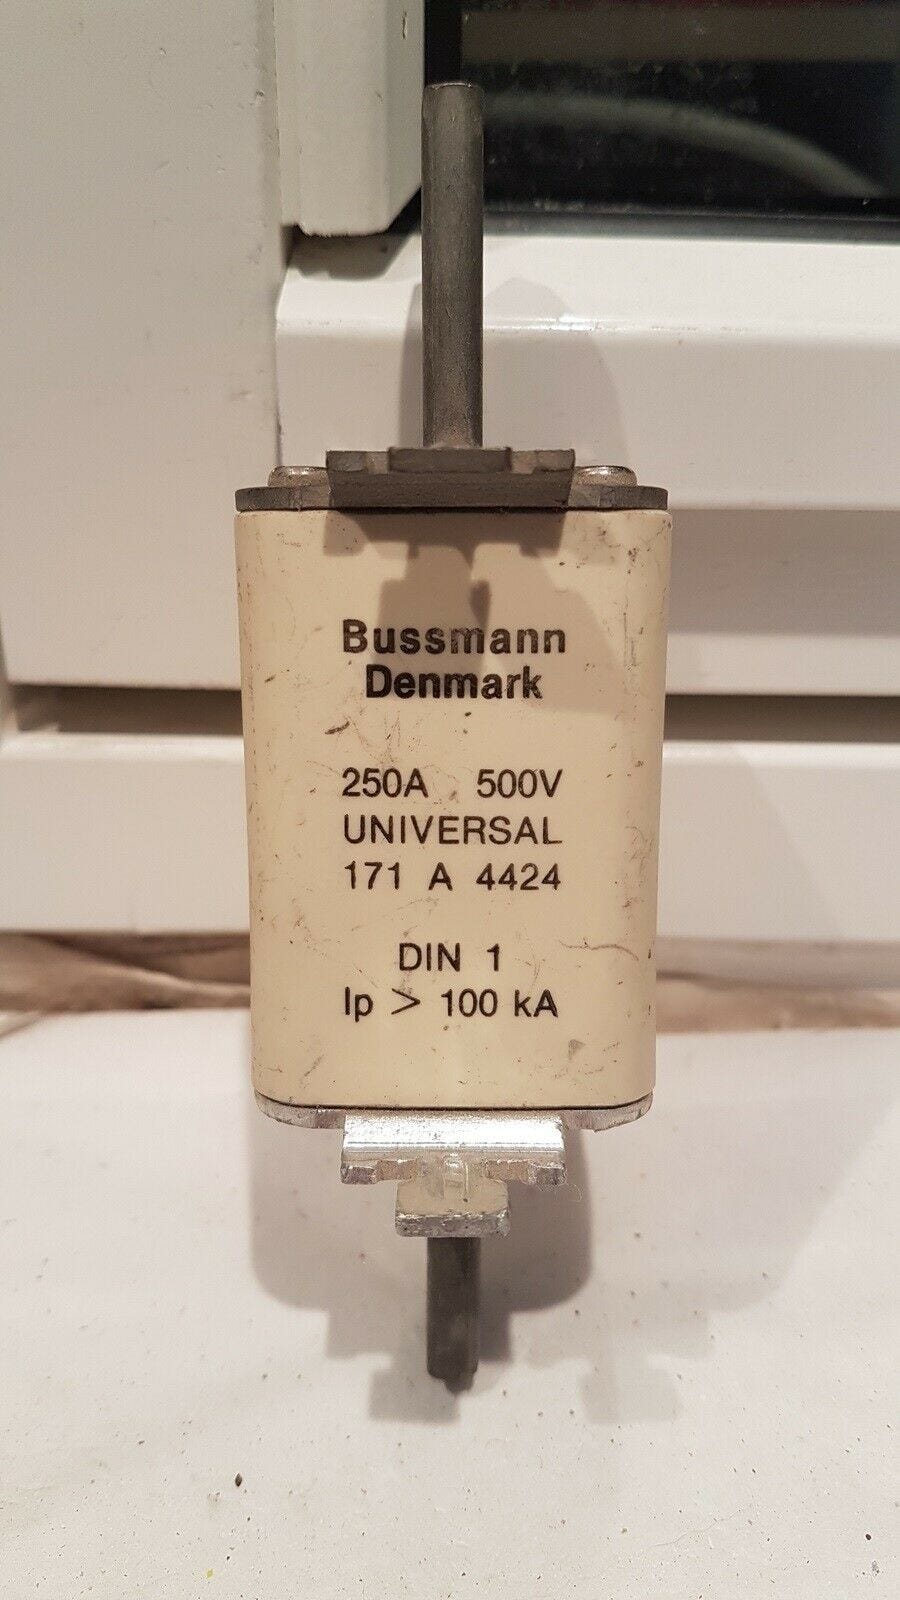 Bussmann
Denmark
250A 500V
UNIVERSAL
171 A 4424
DIN 1
Ip > 100 kA